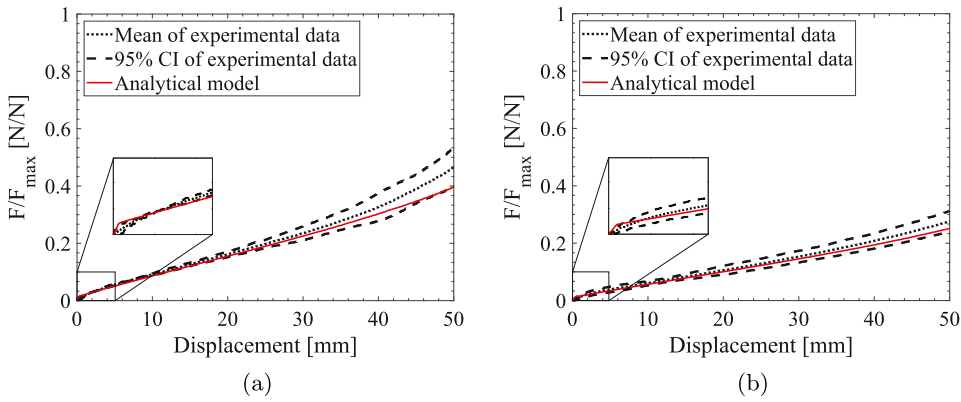 1
0.8
0.6
0.4
0.2
0
F/F_max [N/N]
Mean of experimental data
95% CI of experimental data
Analytical model
0 10 20 30 40 50
Displacement [mm]
(a)
1
0.8
0.6
0.4
0.2
0
F/F_max [N/N]
Mean of experimental data
95% CI of experimental data
Analytical model
0 10 20 30 40 50
Displacement [mm]
(b)